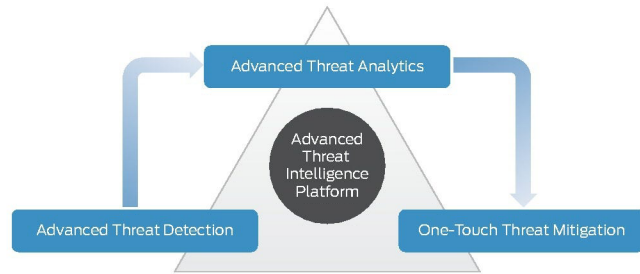 Advanced Threat Analytics
Advanced
Threat
Intelligence
Platform
Advanced Threat Detection
One-Touch Threat Mitigation